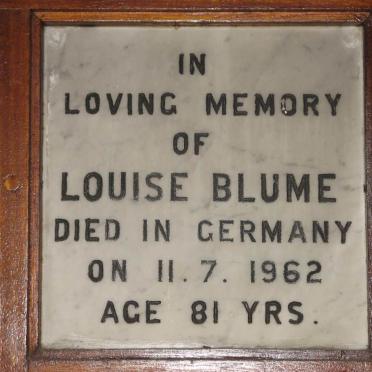 IN
LOVING MEMORY
OF
LOUISE BLUME
DIED IN GERMANY
ON 11.7.1962
AGE 81 YRS.